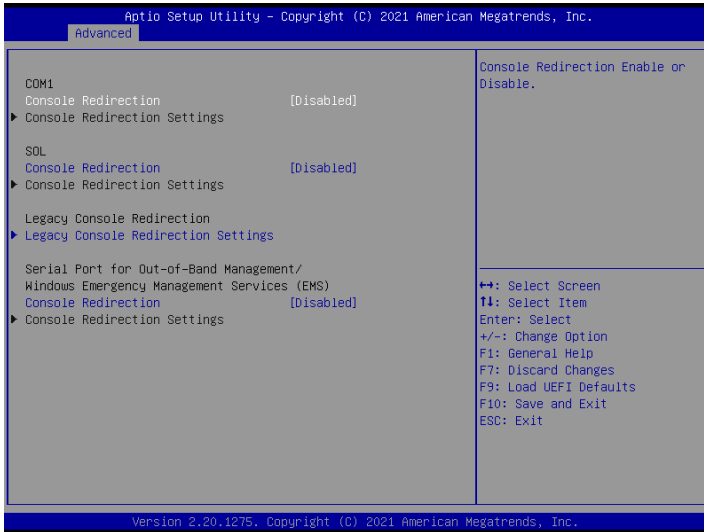 Aptio Setup Utility – Copyright (C) 2021 American Megatrends, Inc.
Advanced
COM1
Console Redirection [Disabled]
Console Redirection Settings
SOL
Console Redirection [Disabled]
Console Redirection Settings
Legacy Console Redirection
Legacy Console Redirection Settings
Serial Port for Out-of-Band Management/
Windows Emergency Management Services (EMS)
Console Redirection [Disabled]
Console Redirection Settings
Console Redirection Enable or
Disable.
↔: Select Screen
↑↓: Select Item
Enter: Select
+/-: Change Option
F1: General Help
F7: Discard Changes
F9: Load UEFI Defaults
F10: Save and Exit
ESC: Exit
Version 2.20.1275. Copyright (C) 2021 American Megatrends, Inc.